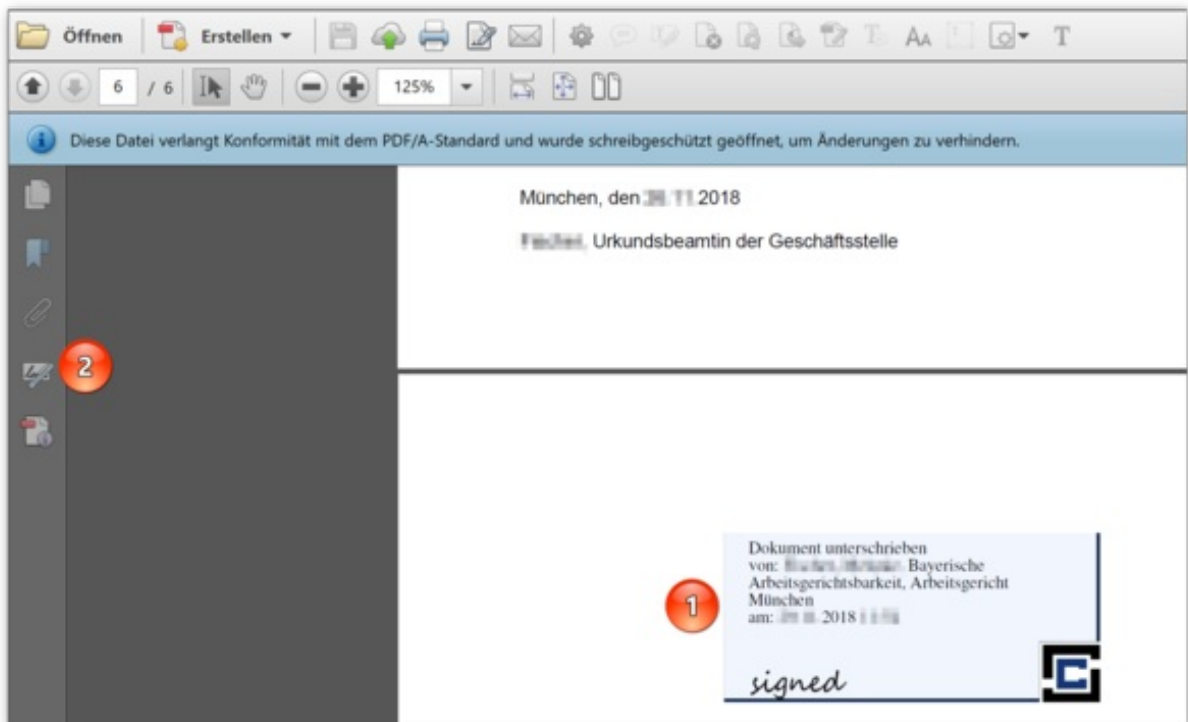 Öffnen Erstellen
6 / 6 125%
Diese Datei verlangt Konformität mit dem PDF/A-Standard und wurde schreibgeschützt geöffnet, um Änderungen zu verhindern.
München, den 2018
, Urkundsbeamtin der Geschäftsstelle
2
Dokument unterschrieben
von: Bayerische
Arbeitsgerichtsbarkeit, Arbeitsgericht
1
München
am: 2018
signed